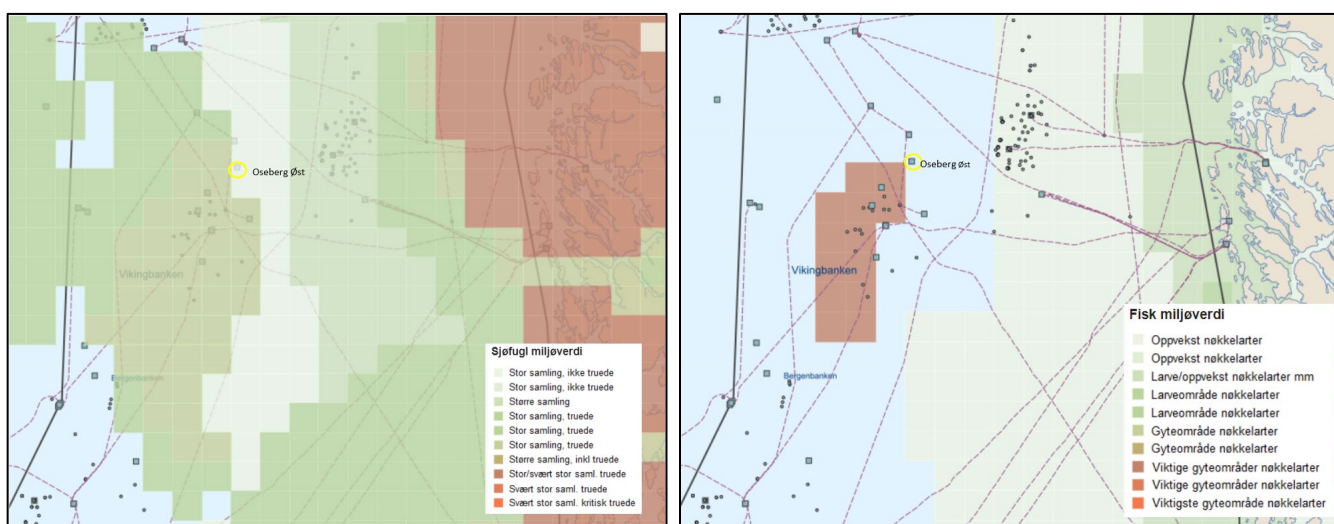 Oseberg Øst
Vikingbanken
Bergenbanken
Sjøfugl miljøverdi
Stor samling, ikke truede
Stor samling, ikke truede
Større samling
Stor samling, truede
Stor samling, truede
Stor samling, truede
Større samling, inkl truede
Stor/svært stor saml. truede
Svært stor saml. truede
Svært stor saml. kritisk truede
Oseberg Øst
Vikingbanken
Bergenbanken
Fisk miljøverdi
Oppvekst nøkkelarter
Oppvekst nøkkelarter
Larve/oppvekst nøkkelarter mm
Larveområde nøkkelarter
Larveområde nøkkelarter
Gyteområde nøkkelarter
Gyteområde nøkkelarter
Viktige gyteområder nøkkelarter
Viktige gyteområder nøkkelarter
Viktigste gyteområde nøkkelarter